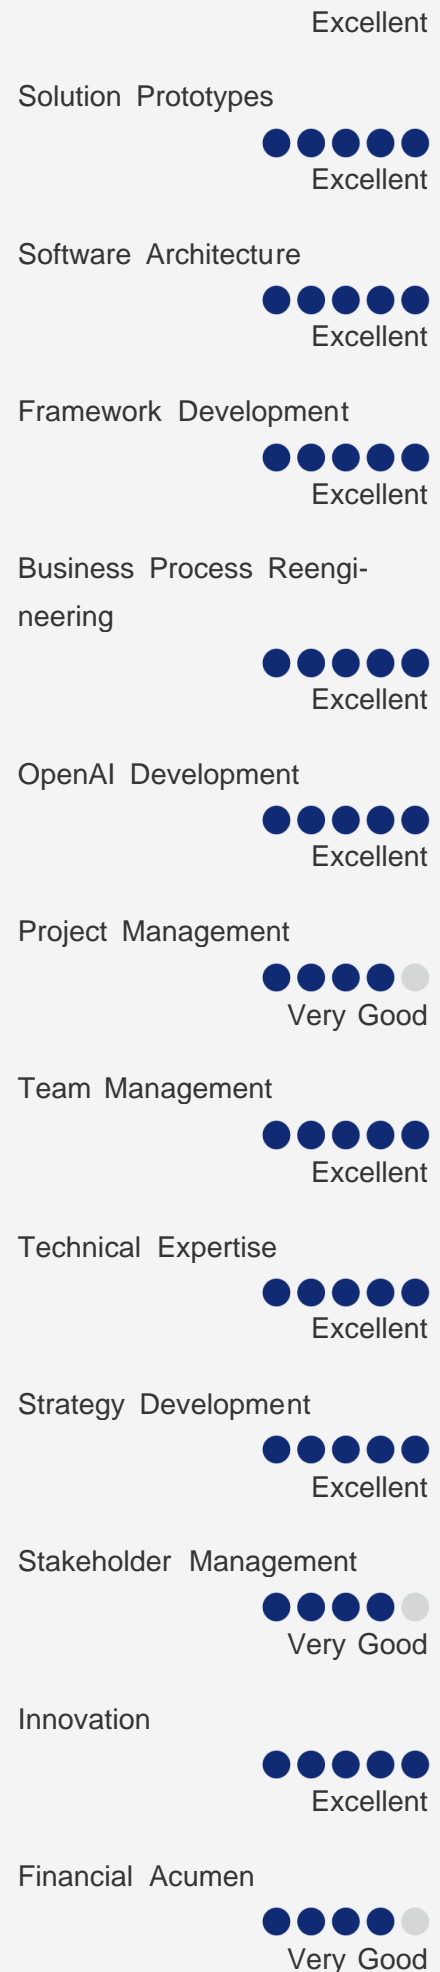 Excellent
Solution Prototypes
Excellent
Software Architecture
Excellent
Framework Development
Excellent
Business Process Reengi-
neering
Excellent
OpenAI Development
Excellent
Project Management
Very Good
Team Management
Excellent
Technical Expertise
Excellent
Strategy Development
Excellent
Stakeholder Management
Very Good
Innovation
Excellent
Financial Acumen
Very Good